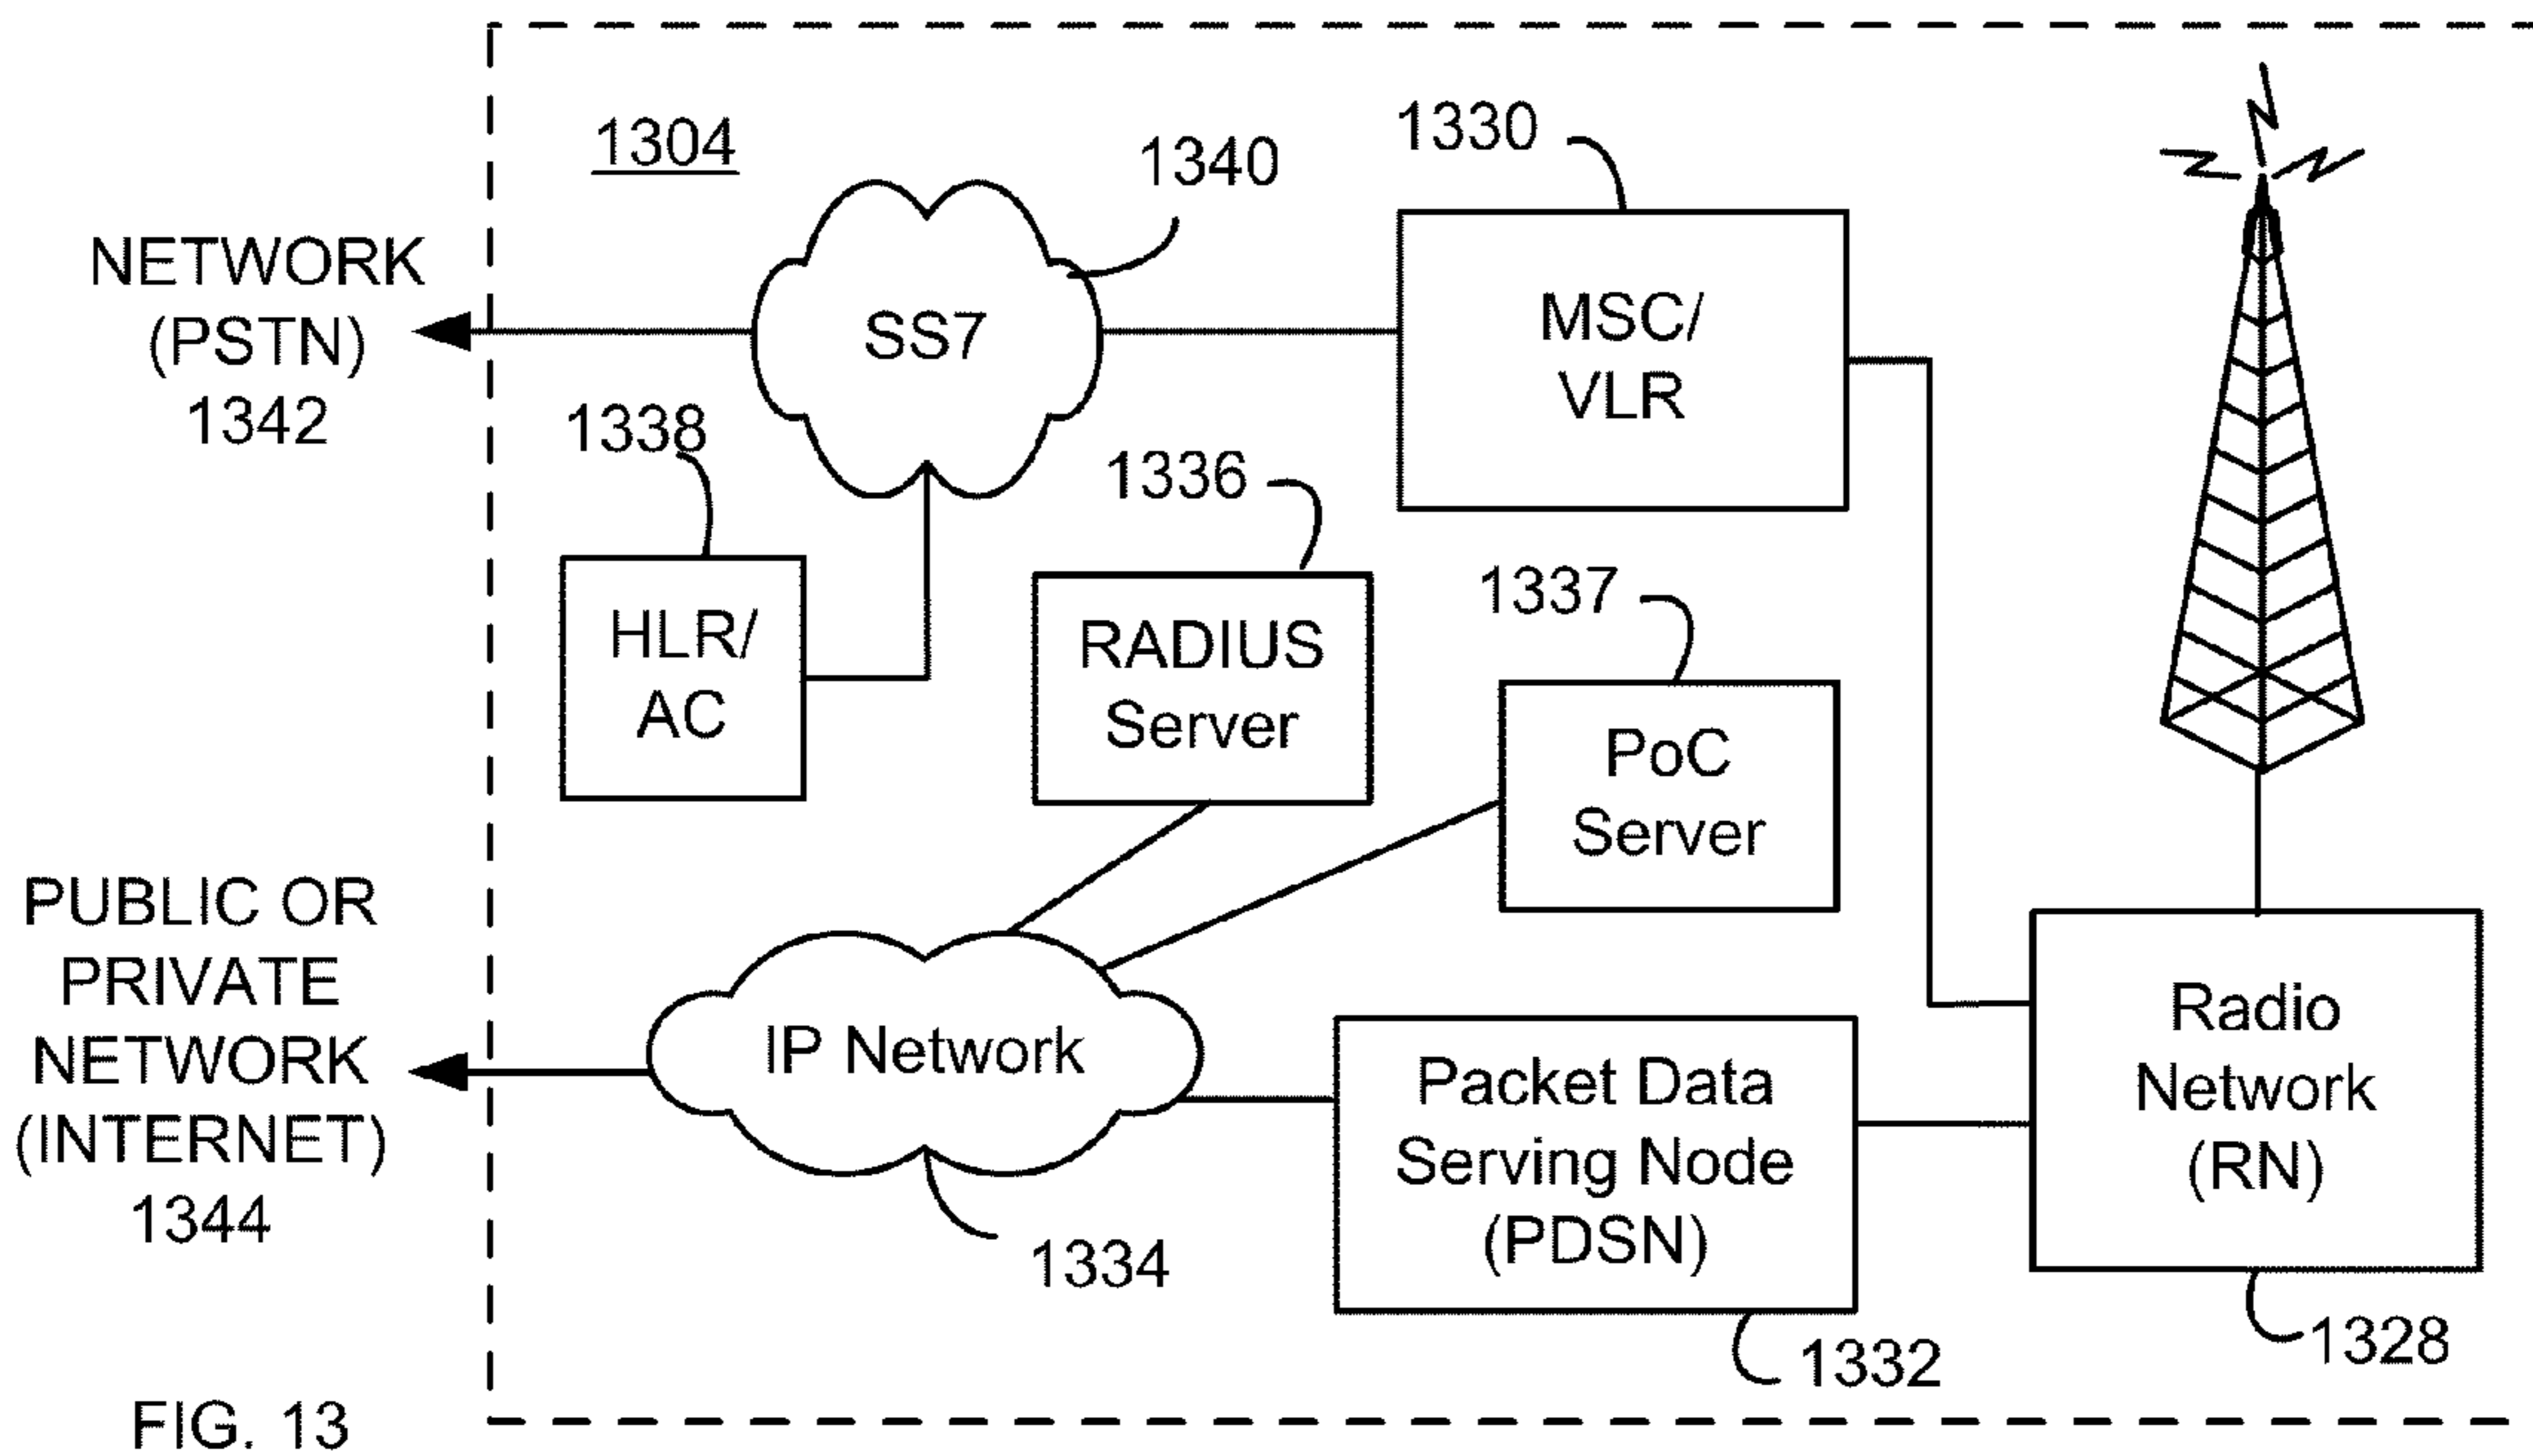 1304
1340
1330
NETWORK
(PSTN)
1342
SS7
MSC/
VLR
1338
1336
1337
HLR/
AC
RADIUS
Server
PoC
Server
PUBLIC OR
PRIVATE
NETWORK
(INTERNET)
1344
IP Network
1334
Packet Data
Serving Node
(PDSN)
1332
Radio
Network
(RN)
1328
FIG. 13